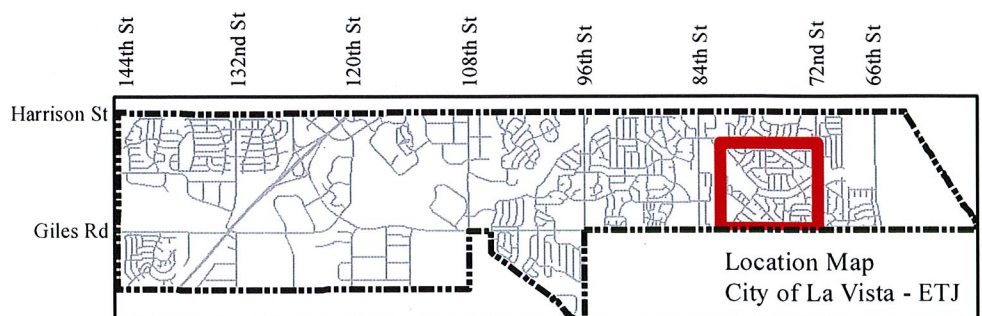 144th St
132nd St
120th St
108th St
96th St
84th St
72nd St
66th St
Harrison St
Giles Rd
Location Map
City of La Vista - ETJ